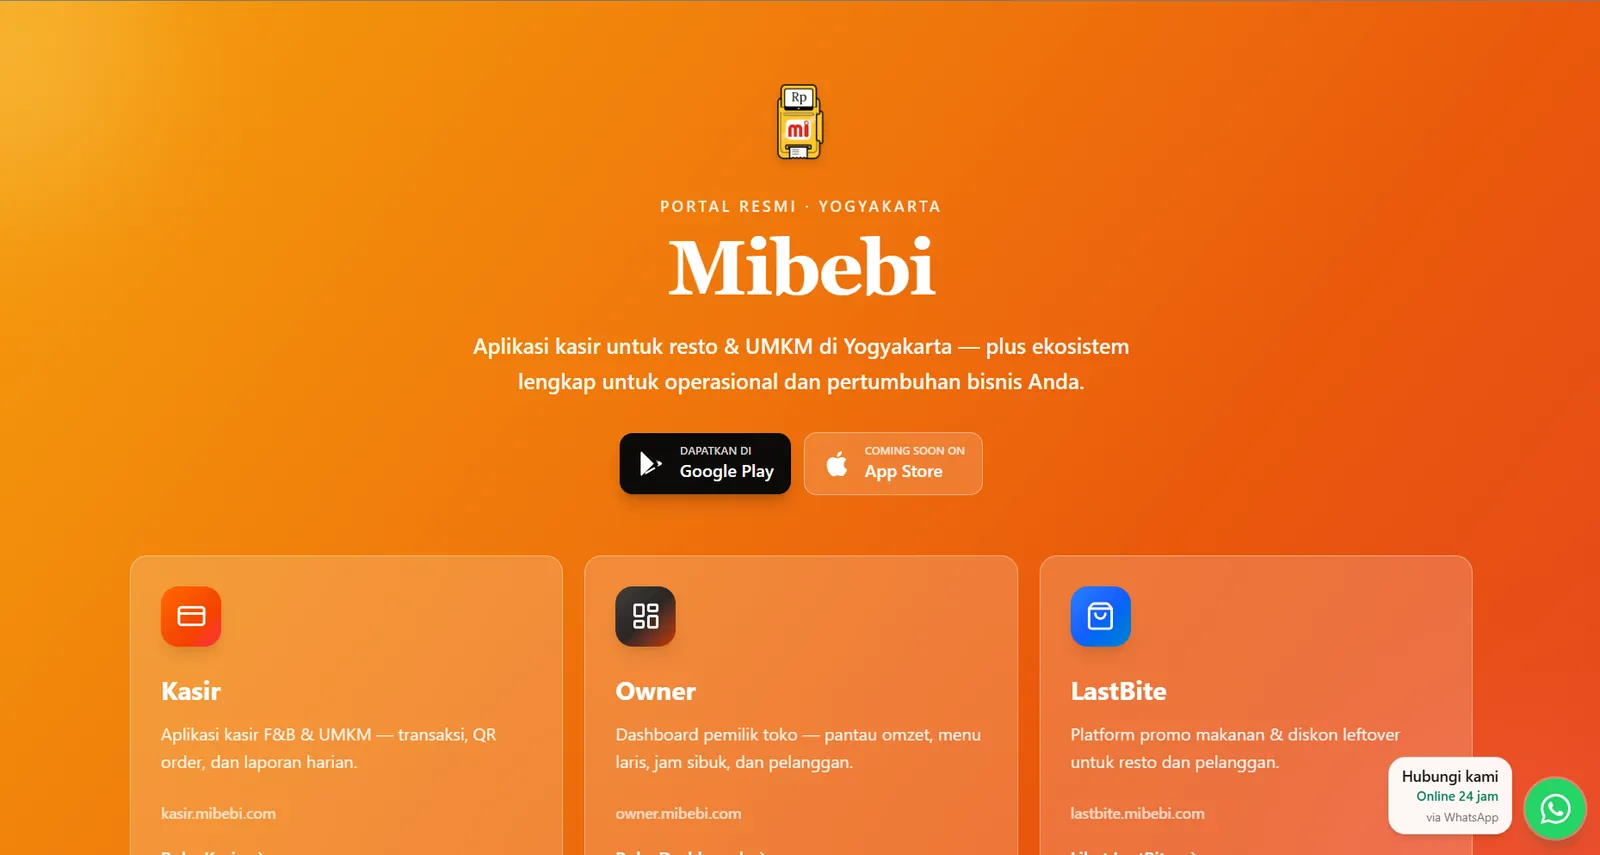 Rp
mi
PORTAL RESMI · YOGYAKARTA
Mibebi
Aplikasi kasir untuk resto & UMKM di Yogyakarta — plus ekosistem
lengkap untuk operasional dan pertumbuhan bisnis Anda.
DAPATKAN DI
Google Play
COMING SOON ON
App Store
Kasir
Aplikasi kasir F&B & UMKM — transaksi, QR
order, dan laporan harian.
kasir.mibebi.com
Owner
Dashboard pemilik toko — pantau omzet, menu
laris, jam sibuk, dan pelanggan.
owner.mibebi.com
LastBite
Platform promo makanan & diskon leftover
untuk resto dan pelanggan.
lastbite.mibebi.com
Hubungi kami
Online 24 jam
via WhatsApp